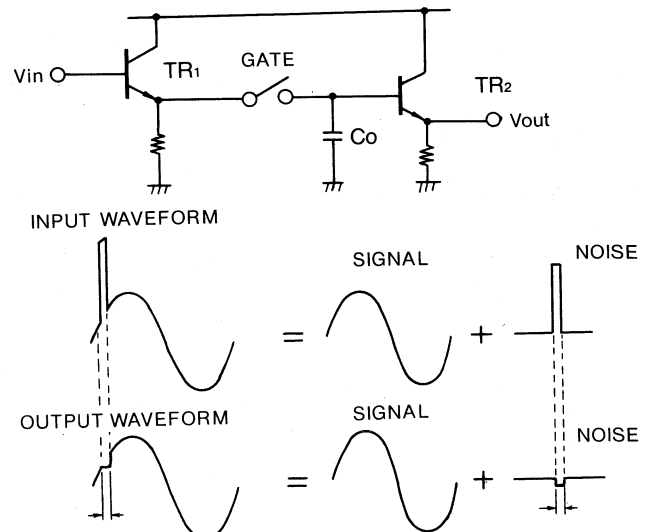 GATE
Vin
TR1
TR2
Vout
Co
INPUT WAVEFORM
SIGNAL
NOISE
=
+
OUTPUT WAVEFORM
SIGNAL
NOISE
=
+